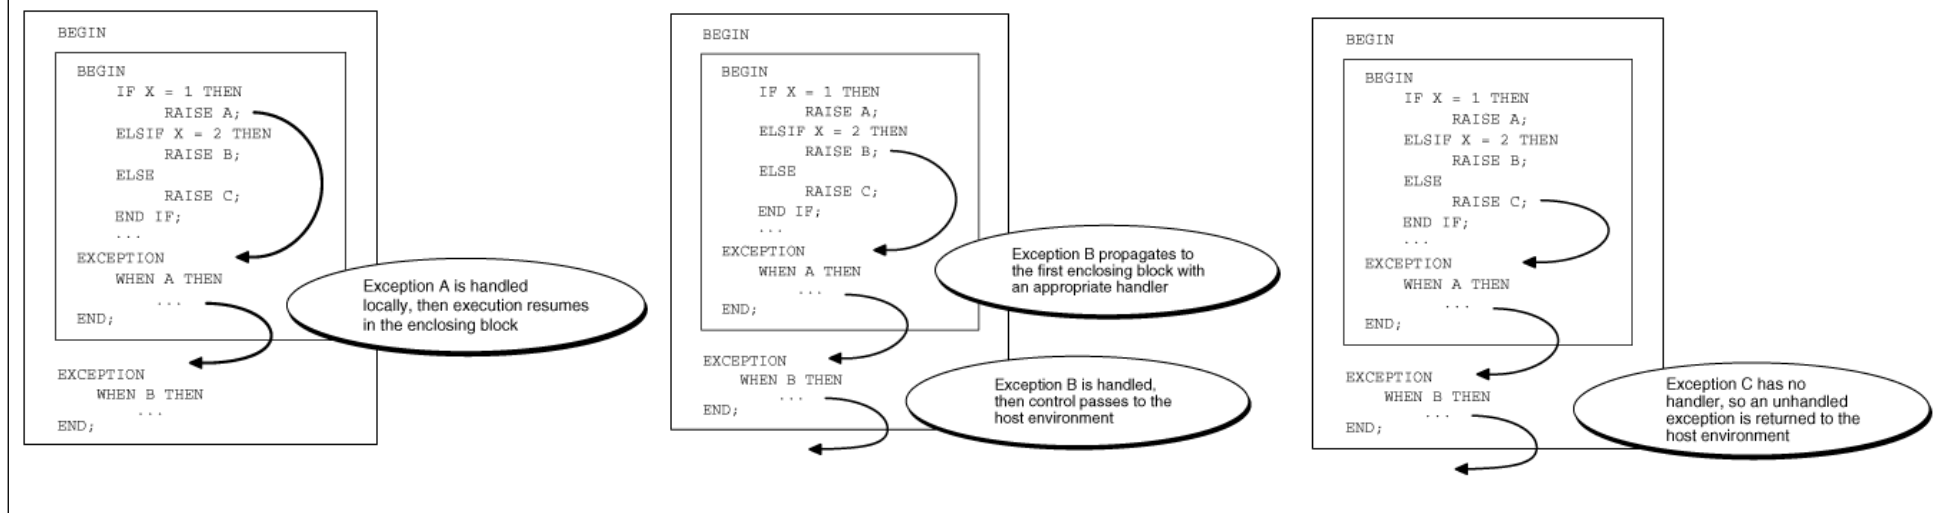 BEGIN
BEGIN
IF X = 1 THEN
RAISE A;
ELSIF X = 2 THEN
RAISE B;
ELSE
RAISE C;
END IF;
...
EXCEPTION
WHEN A THEN
...
END;
EXCEPTION
WHEN B THEN
...
END;
Exception A is handled
locally, then execution resumes
in the enclosing block
BEGIN
BEGIN
IF X = 1 THEN
RAISE A;
ELSIF X = 2 THEN
RAISE B;
ELSE
RAISE C;
END IF;
...
EXCEPTION
WHEN A THEN
...
END;
EXCEPTION
WHEN B THEN
...
END;
Exception B propagates to
the first enclosing block with
an appropriate handler
Exception B is handled,
then control passes to the
host environment
BEGIN
BEGIN
IF X = 1 THEN
RAISE A;
ELSIF X = 2 THEN
RAISE B;
ELSE
RAISE C;
END IF;
...
EXCEPTION
WHEN A THEN
...
END;
EXCEPTION
WHEN B THEN
...
END;
Exception C has no
handler, so an unhandled
exception is returned to the
host environment